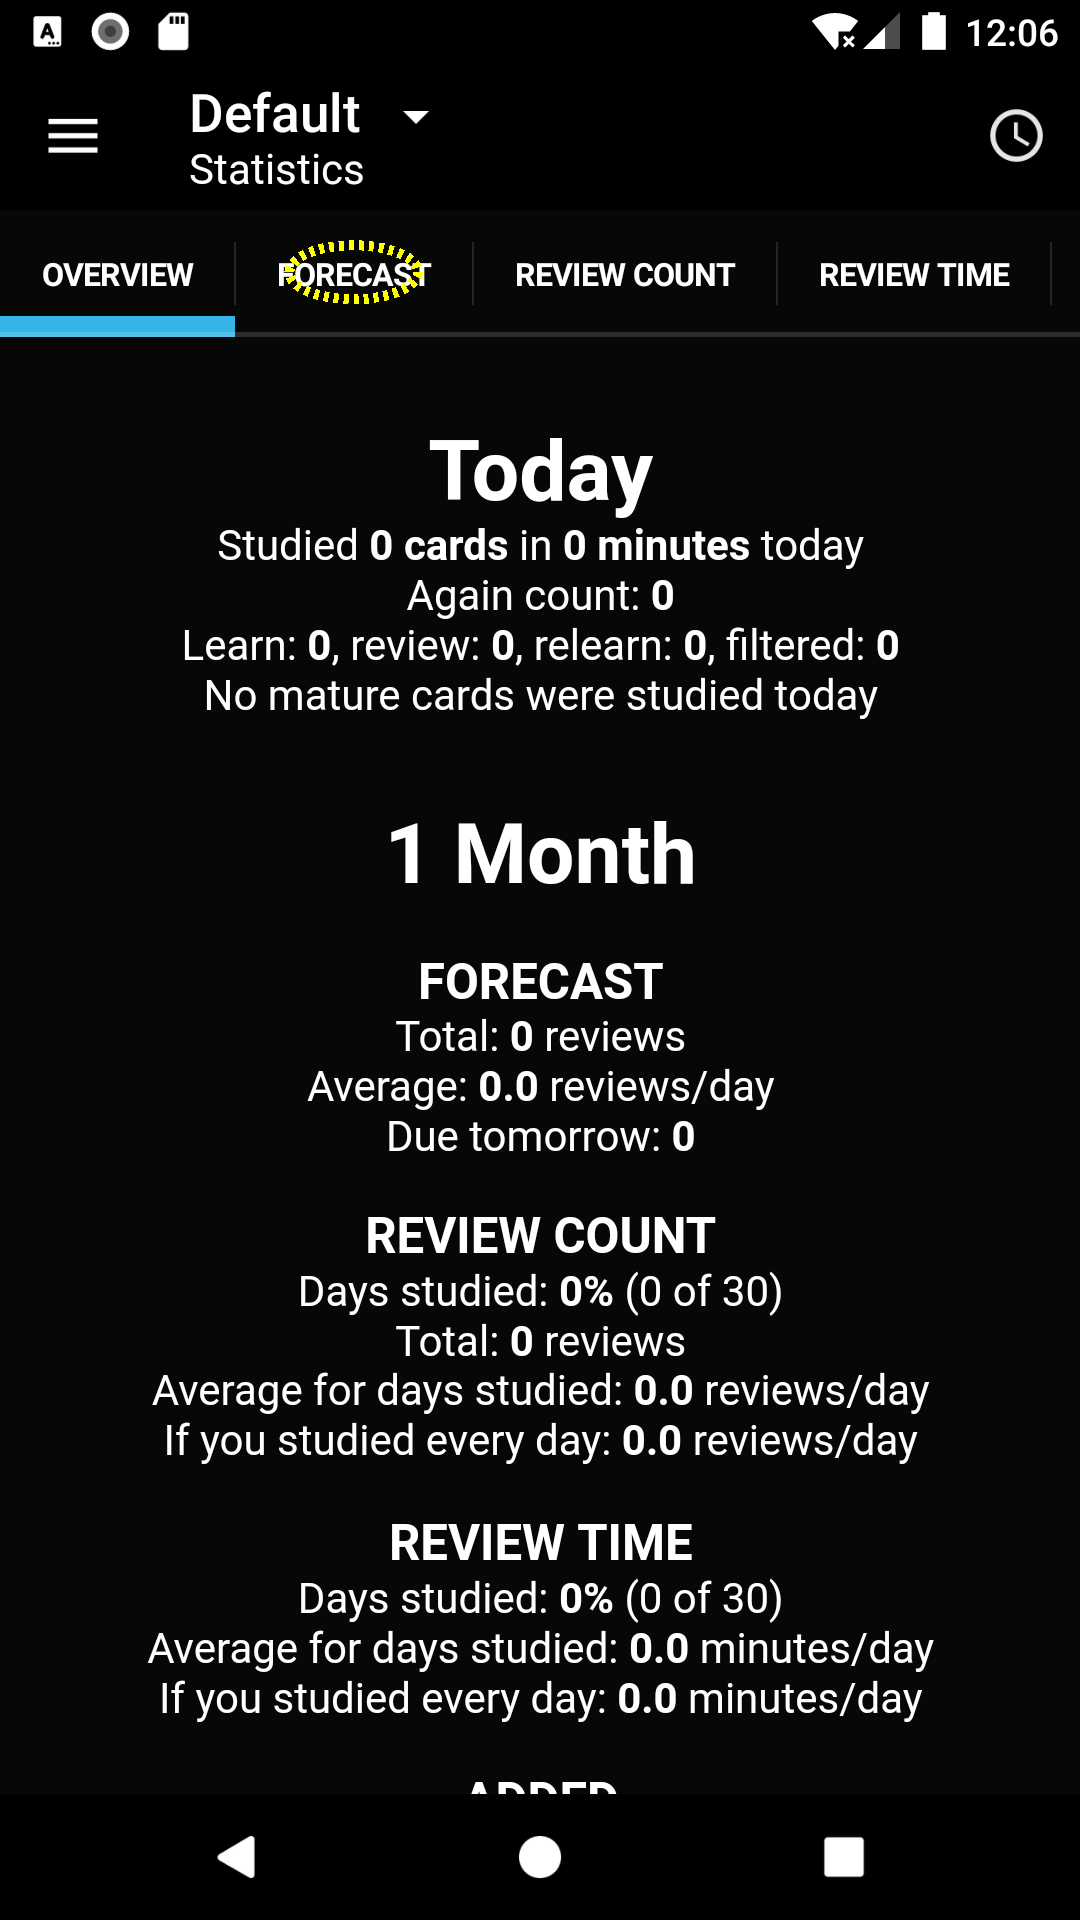 12:06
Default
Statistics
OVERVIEW FORECAST REVIEW COUNT REVIEW TIME
Today
Studied 0 cards in 0 minutes today
Again count: 0
Learn: 0, review: 0, relearn: 0, filtered: 0
No mature cards were studied today
1 Month
FORECAST
Total: 0 reviews
Average: 0.0 reviews/day
Due tomorrow: 0
REVIEW COUNT
Days studied: 0% (0 of 30)
Total: 0 reviews
Average for days studied: 0.0 reviews/day
If you studied every day: 0.0 reviews/day
REVIEW TIME
Days studied: 0% (0 of 30)
Average for days studied: 0.0 minutes/day
If you studied every day: 0.0 minutes/day
ADDED